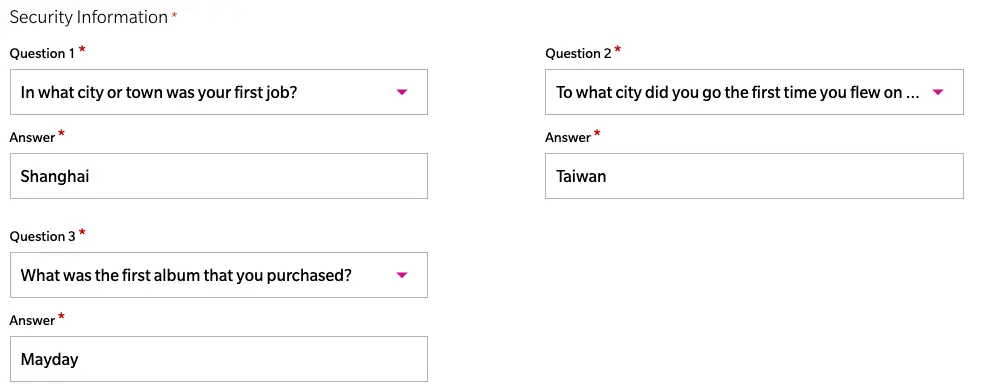 Security Information *
Question 1 *
In what city or town was your first job?
Answer *
Shanghai
Question 2 *
To what city did you go the first time you flew on ...
Answer *
Taiwan
Question 3 *
What was the first album that you purchased?
Answer *
Mayday